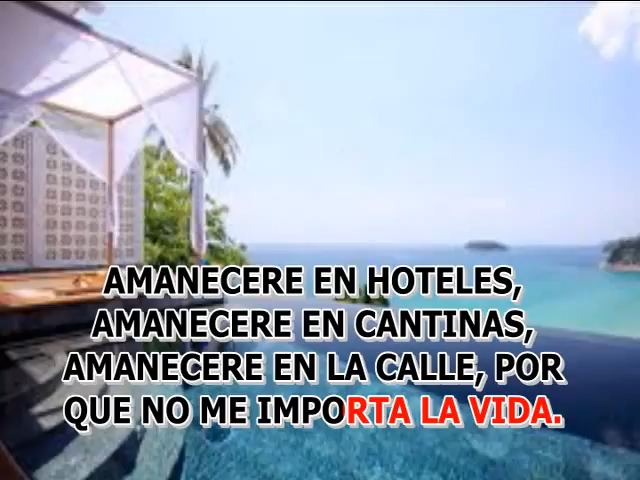 AMANECERE EN HOTELES,
AMANECERE EN CANTINAS,
AMANECERE EN LA CALLE, POR
QUE NO ME IMPORTA LA VIDA.